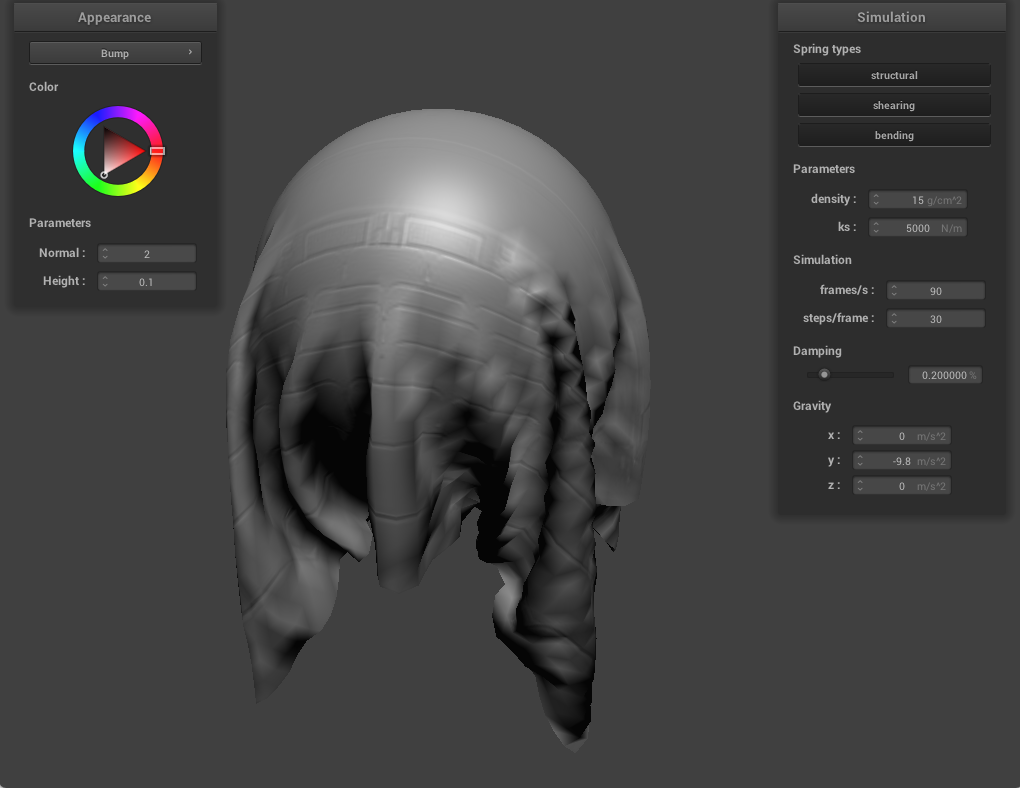 Appearance
Bump
Color
Parameters
Normal : 2
Height : 0.1
Simulation
Spring types
structural
shearing
bending
Parameters
density : 15 g/cm^2
ks : 5000 N/m
Simulation
frames/s : 90
steps/frame : 30
Damping
0.200000 %
Gravity
x : 0 m/s^2
y : -9.8 m/s^2
z : 0 m/s^2